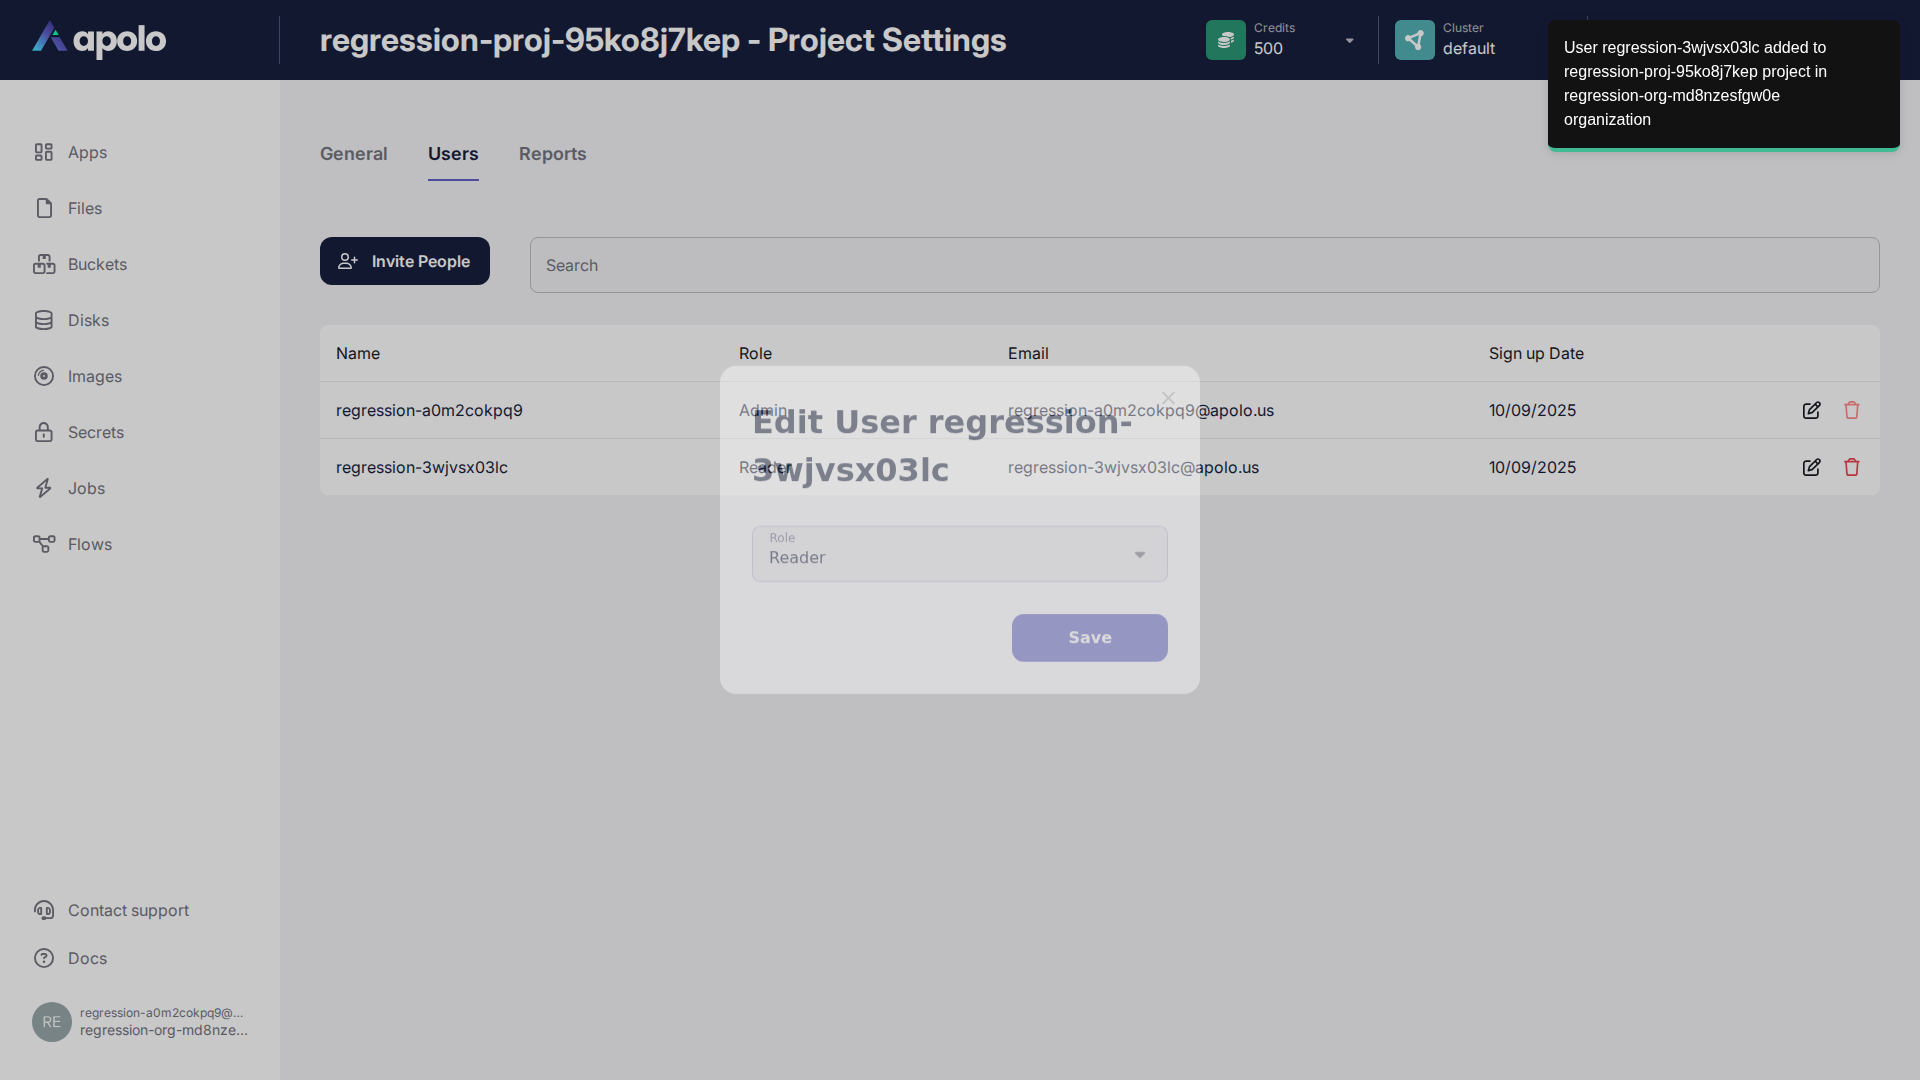 apolo
regression-proj-95ko8j7kep - Project Settings
Credits
500
Cluster
default
User regression-3wjvsx03lc added to
regression-proj-95ko8j7kep project in
regression-org-md8nzesfgw0e
organization
Apps
Files
Buckets
Disks
Images
Secrets
Jobs
Flows
Contact support
Docs
RE
regression-a0m2cokpq9@...
regression-org-md8nze...
General
Users
Reports
Invite People
Search
Name Role Email Sign up Date
regression-a0m2cokpq9 Admin regression-a0m2cokpq9@apolo.us 10/09/2025
regression-3wjvsx03lc Reader regression-3wjvsx03lc@apolo.us 10/09/2025
Edit User regression-
3wjvsx03lc
Role
Reader
Save